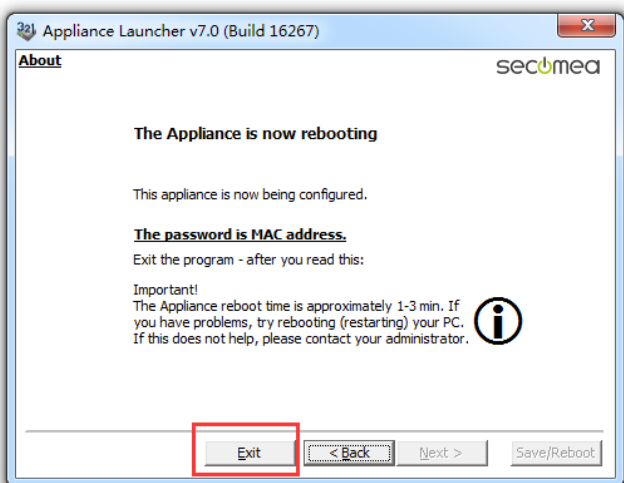 Appliance Launcher v7.0 (Build 16267)
About
secomea
The Appliance is now rebooting
This appliance is now being configured.
The password is MAC address.
Exit the program - after you read this:
Important!
The Appliance reboot time is approximately 1-3 min. If
you have problems, try rebooting (restarting) your PC.
If this does not help, please contact your administrator.
Exit
< Back
Next >
Save/Reboot